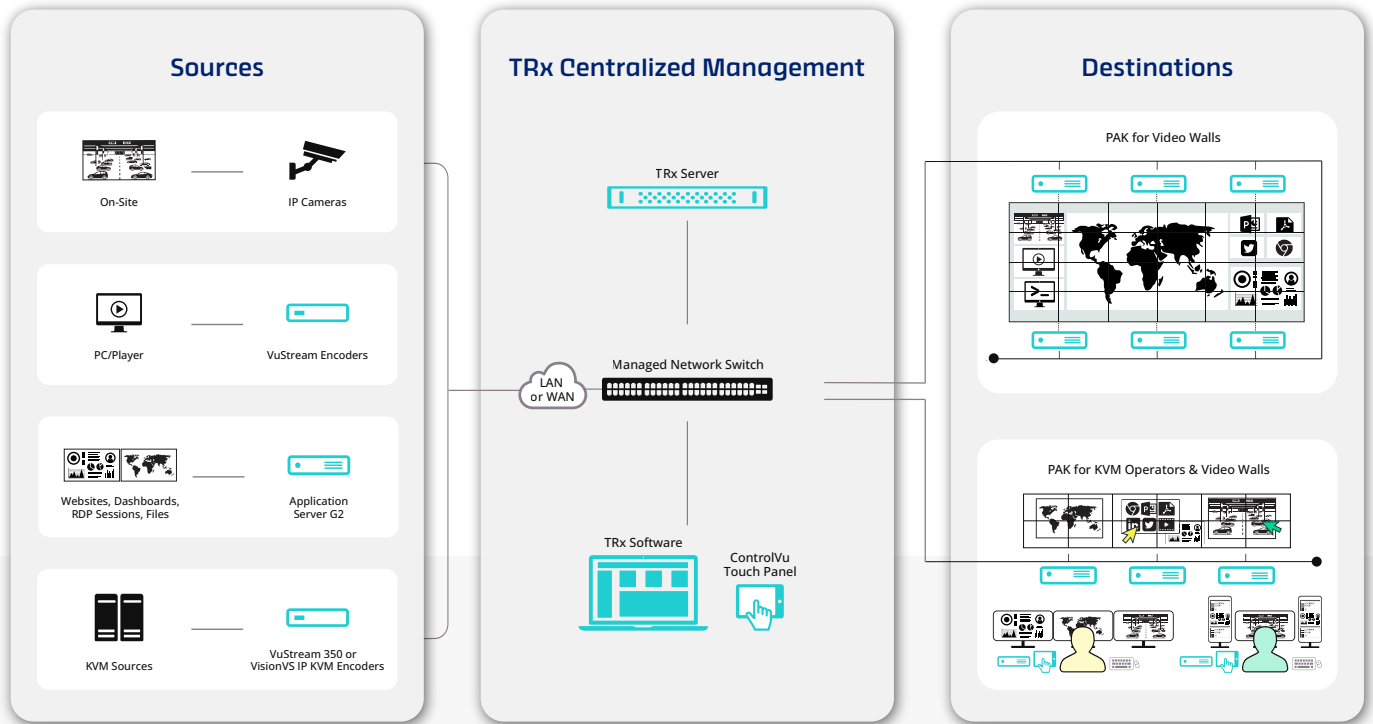 Sources
On-Site
IP Cameras
PC/Player
VuStream Encoders
Websites, Dashboards,
RDP Sessions, Files
Application
Server G2
KVM Sources
VuStream 350 or
VisionVS IP KVM Encoders
TRx Centralized Management
TRx Server
LAN
or WAN
Managed Network Switch
TRx Software
ControlVu
Touch Panel
Destinations
PAK for Video Walls
PAK for KVM Operators & Video Walls